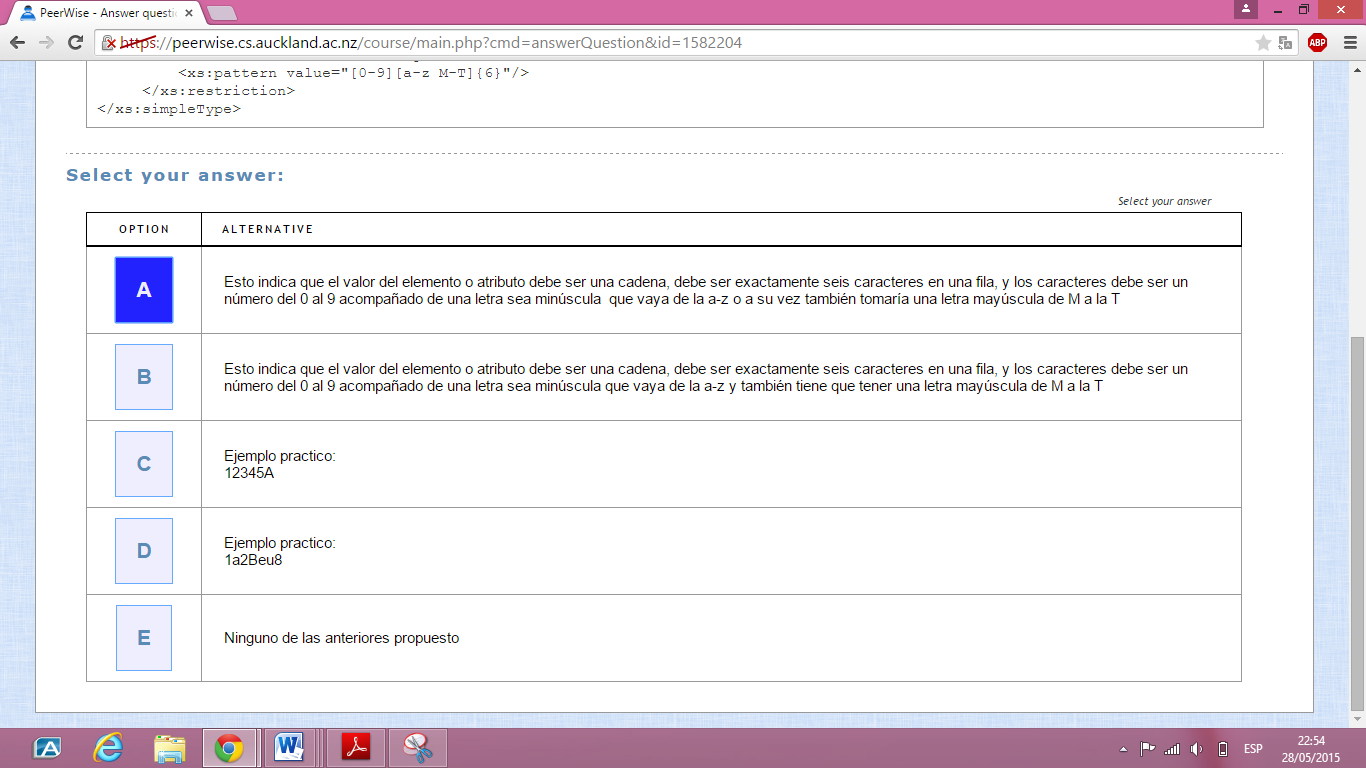 PeerWise - Answer questi
https://peerwise.cs.auckland.ac.nz/course/main.php?cmd=answerQuestion&id=1582204
ABP
<xs:pattern value="[0-9][a-z M-T]{6}"/>
</xs:restriction>
</xs:simpleType>
Select your answer:
Select your answer
OPTION ALTERNATIVE
A Esto indica que el valor del elemento o atributo debe ser una cadena, debe ser exactamente seis caracteres en una fila, y los caracteres debe ser un
número del 0 al 9 acompañado de una letra sea minúscula que vaya de la a-z o a su vez también tomaría una letra mayúscula de M a la T
B Esto indica que el valor del elemento o atributo debe ser una cadena, debe ser exactamente seis caracteres en una fila, y los caracteres debe ser un
número del 0 al 9 acompañado de una letra sea minúscula que vaya de la a-z y también tiene que tener una letra mayúscula de M a la T
C Ejemplo practico:
12345A
D Ejemplo practico:
1a2Beu8
E Ninguno de las anteriores propuesto
ESP
22:54
28/05/2015